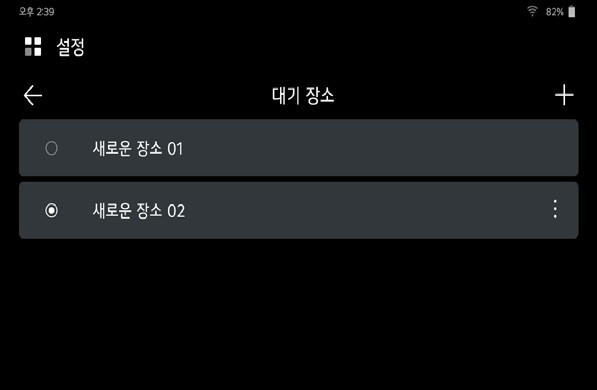 오후 2:39
82%
설정
대기 장소
새로운 장소 01
새로운 장소 02